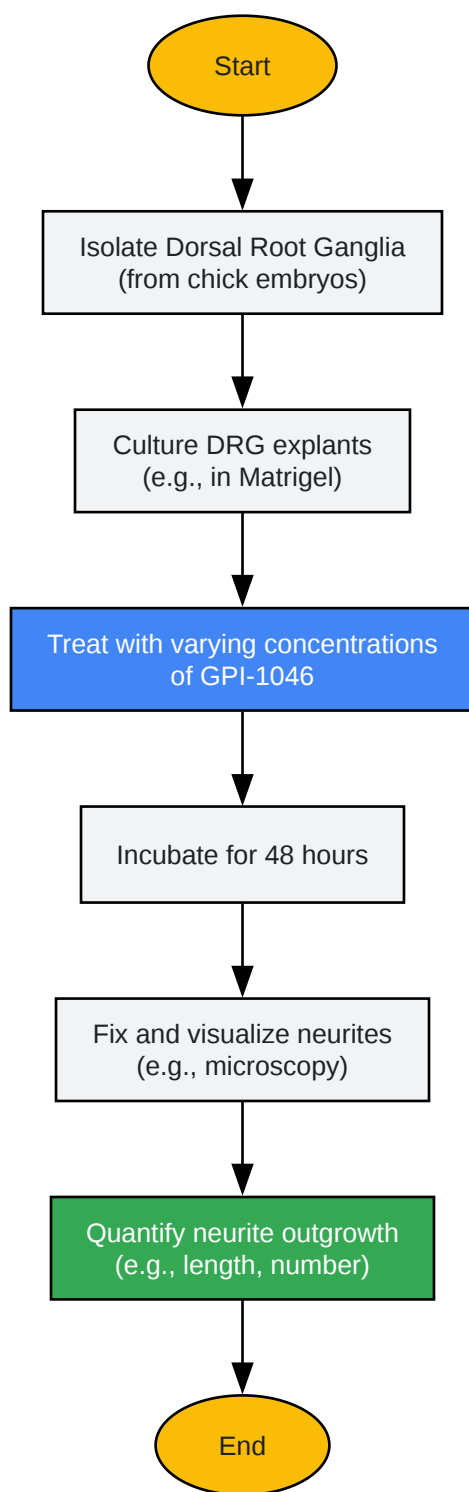 Start
Isolate Dorsal Root Ganglia
(from chick embryos)
Culture DRG explants
(e.g., in Matrigel)
Treat with varying concentrations
of GPI-1046
Incubate for 48 hours
Fix and visualize neurites
(e.g., microscopy)
Quantify neurite outgrowth
(e.g., length, number)
End